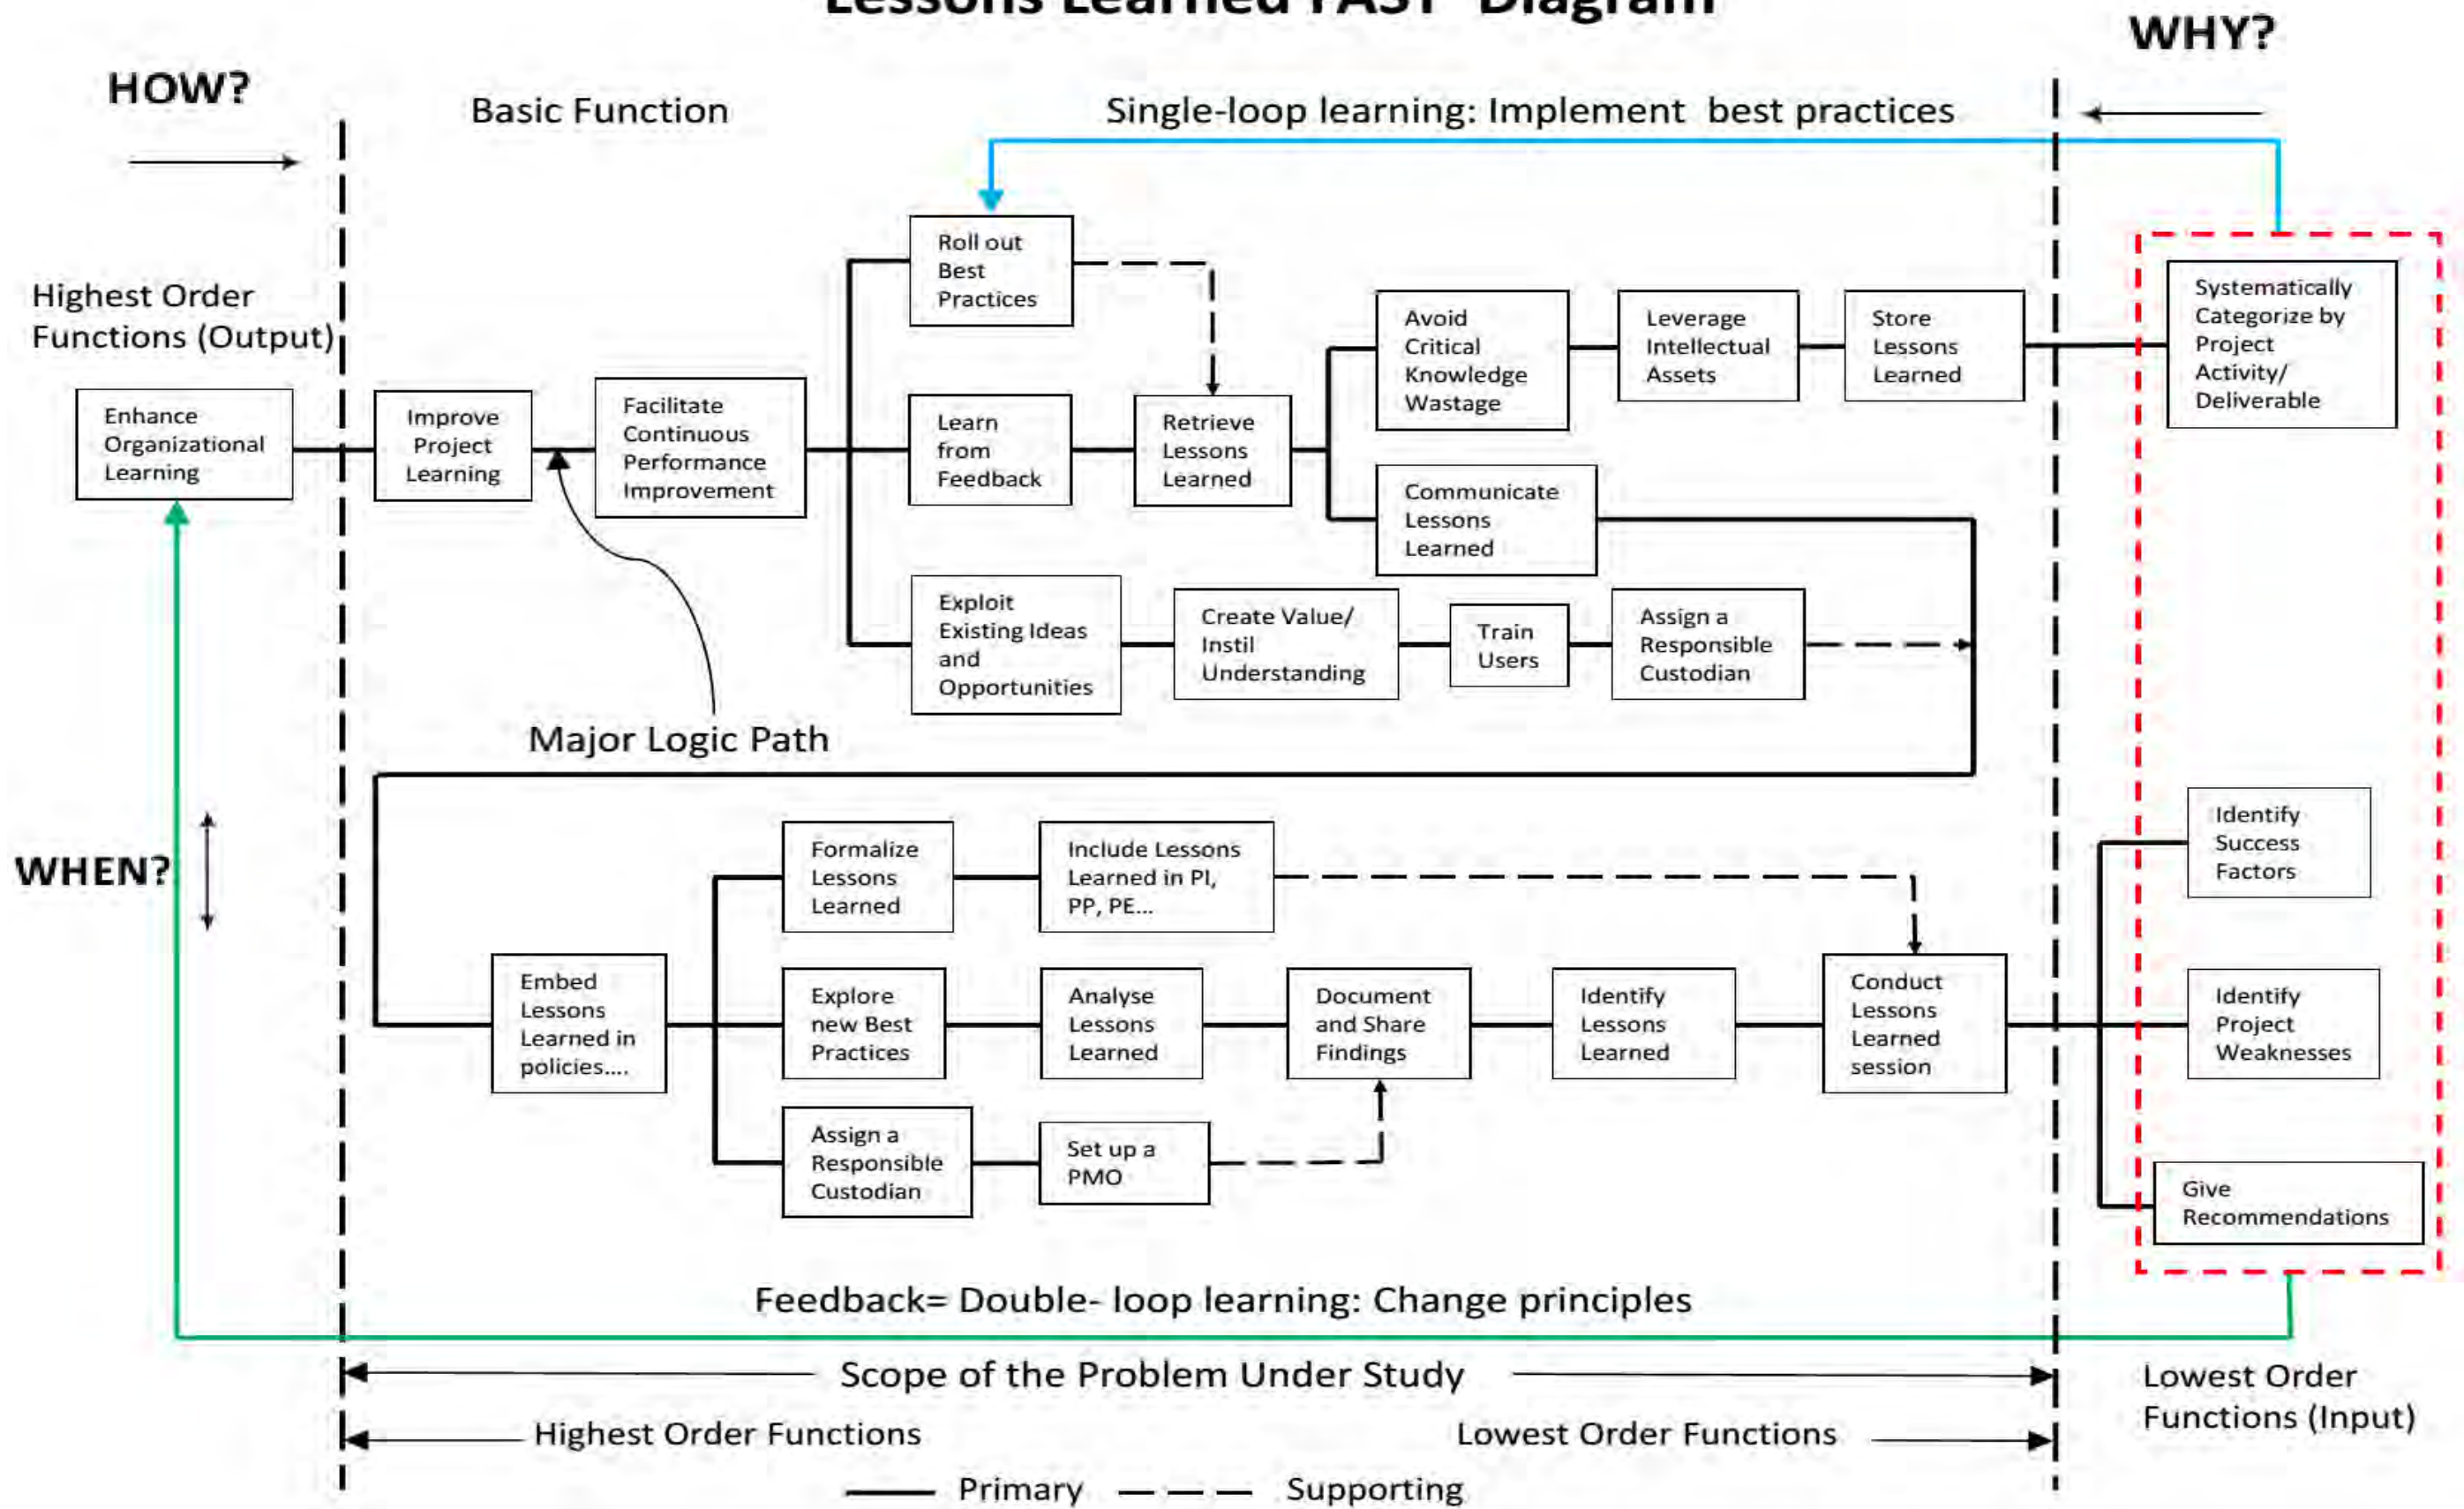 Lessons Learned FAST Diagram
WHY?
HOW?
Basic Function
Single-loop learning: Implement best practices
Highest Order
Functions (Output)
Enhance
Organizational
Learning
Improve
Project
Learning
Facilitate
Continuous
Performance
Improvement
Roll out
Best
Practices
Learn
from
Feedback
Retrieve
Lessons
Learned
Avoid
Critical
Knowledge
Wastage
Leverage
Intellectual
Assets
Store
Lessons
Learned
Systematically
Categorize by
Project
Activity/
Deliverable
Communicate
Lessons
Learned
Exploit
Existing Ideas
and
Opportunities
Create Value/
Instil
Understanding
Train
Users
Assign a
Responsible
Custodian
Major Logic Path
WHEN?
Formalize
Lessons
Learned
Include Lessons
Learned in PI,
PP, PE...
Identify
Success
Factors
Embed
Lessons
Learned in
policies....
Explore
new Best
Practices
Analyse
Lessons
Learned
Document
and Share
Findings
Identify
Lessons
Learned
Conduct
Lessons
Learned
session
Identify
Project
Weaknesses
Assign a
Responsible
Custodian
Set up a
PMO
Give
Recommendations
Feedback= Double- loop learning: Change principles
Scope of the Problem Under Study
Lowest Order
Functions (Input)
Highest Order Functions
Lowest Order Functions
Primary
Supporting